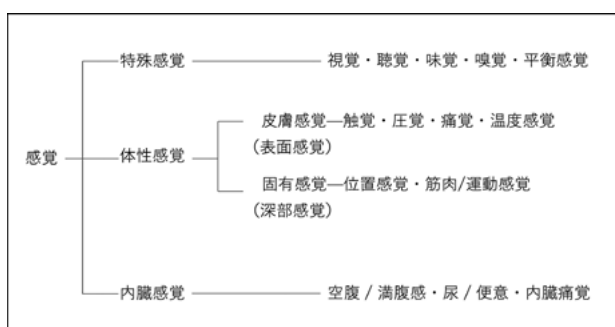 特殊感覚 視覚・聴覚・味覚・嗅覚・平衡感覚
皮膚感覚―触覚・圧覚・痛覚・温度感覚
(表面感覚)
感覚 体性感覚
固有感覚―位置感覚・筋肉/運動感覚
(深部感覚)
内臓感覚 空腹 / 満腹感・尿 / 便意・内臓痛覚